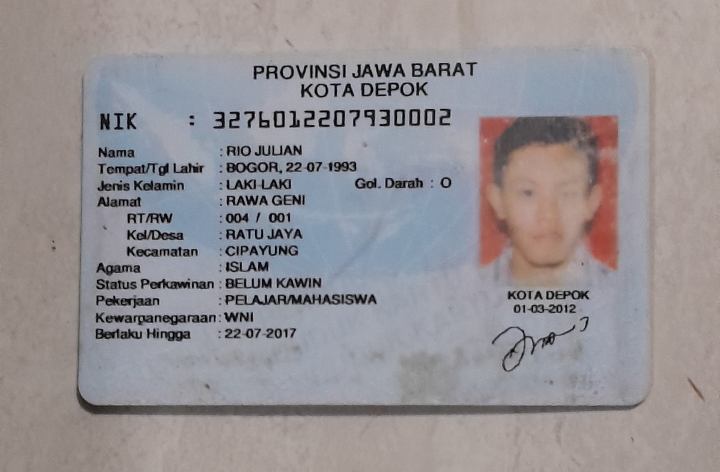 PROVINSI JAWA BARAT
KOTA DEPOK
NIK : 3276012207930002
Nama : RIO JULIAN
Tempat/Tgl Lahir : BOGOR, 22-07-1993
Jenis Kelamin : LAKI-LAKI Gol. Darah : O
Alamat : RAWA GENI
RT/RW : 004 / 001
Kel/Desa : RATU JAYA
Kecamatan : CIPAYUNG
Agama : ISLAM
Status Perkawinan : BELUM KAWIN
Pekerjaan : PELAJAR/MAHASISWA
Kewarganegaraan : WNI
Berlaku Hingga : 22-07-2017
KOTA DEPOK
01-03-2012